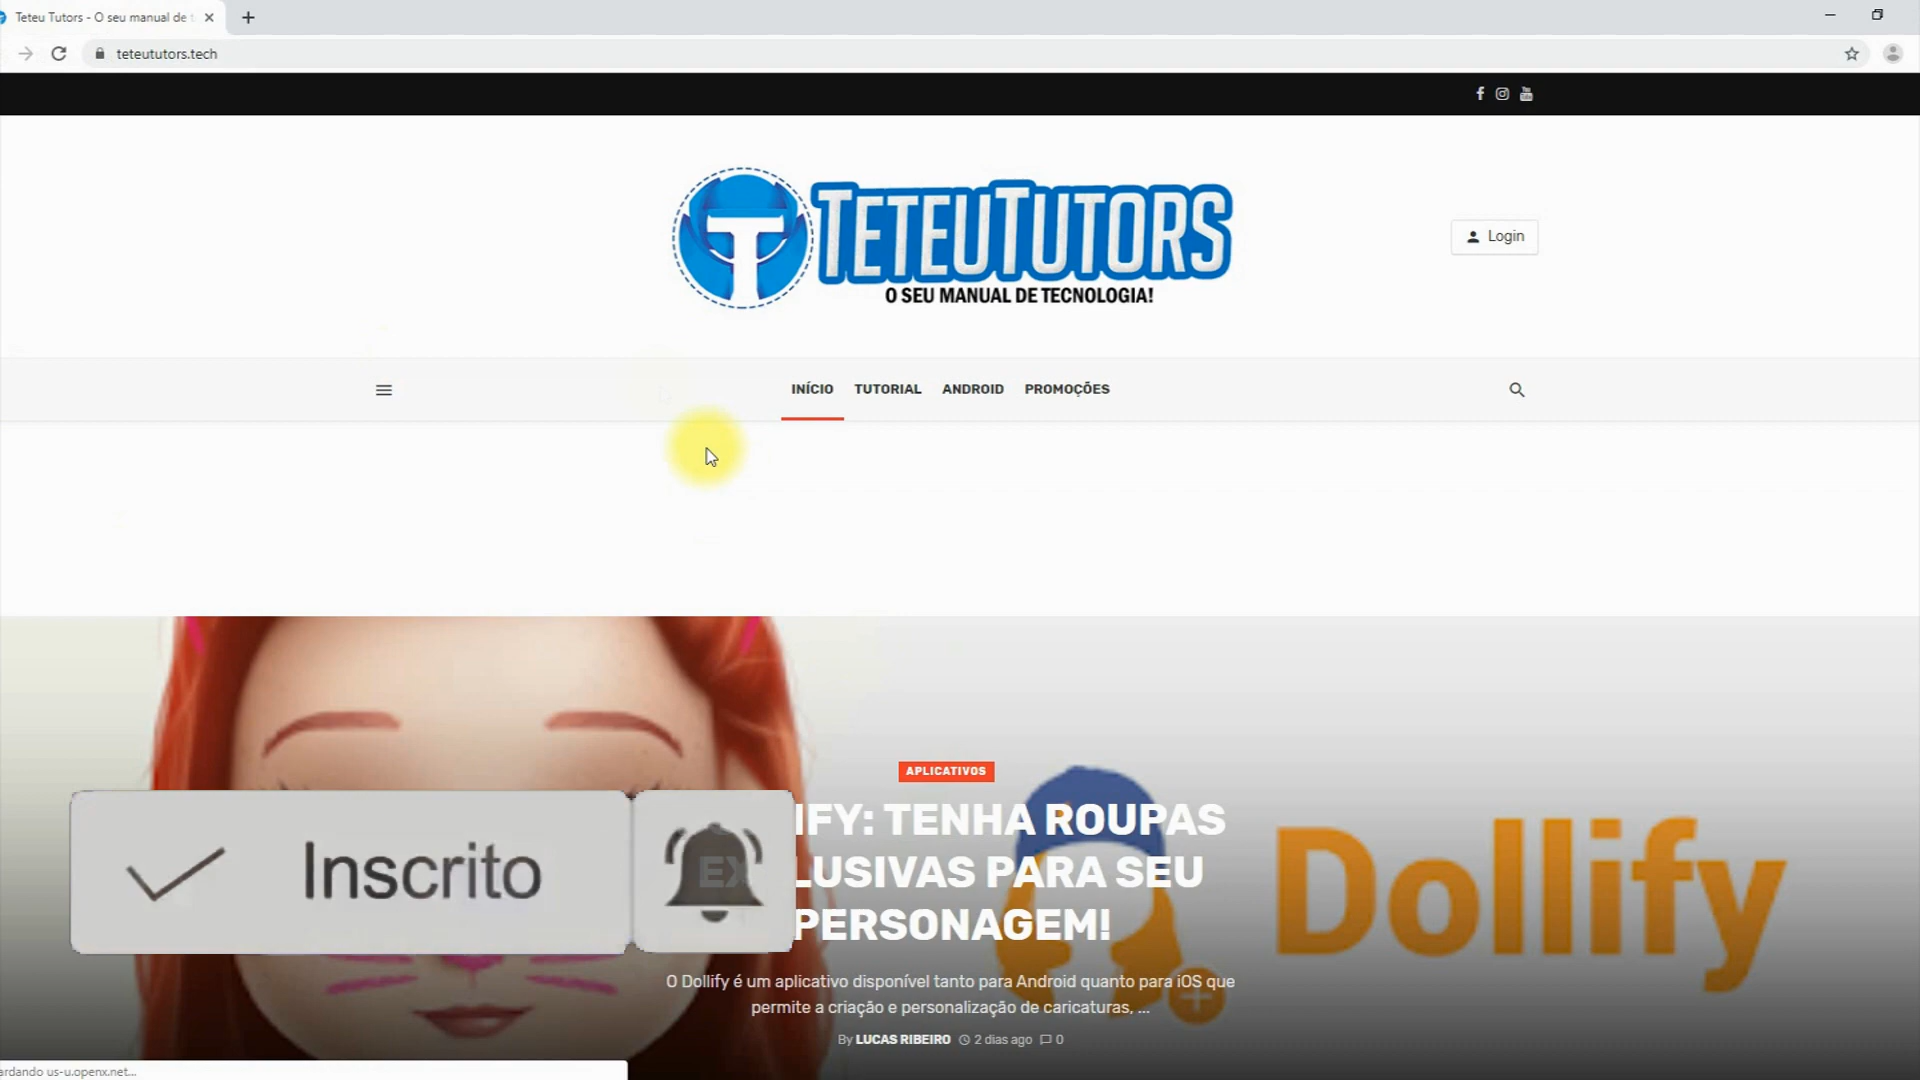 Teteu Tutors - O seu manual de
teteututors.tech
TETEUTUTORS
O SEU MANUAL DE TECNOLOGIA!
Login
INÍCIO TUTORIAL ANDROID PROMOÇÕES
APLICATIVOS
IFY: TENHA ROUPAS
EXLUSIVAS PARA SEU
PERSONAGEM!
Inscrito
Dollify
O Dollify é um aplicativo disponível tanto para Android quanto para iOS que
permite a criação e personalização de caricaturas, ...
By LUCAS RIBEIRO 2 dias ago 0
ardando us-u.openx.net...